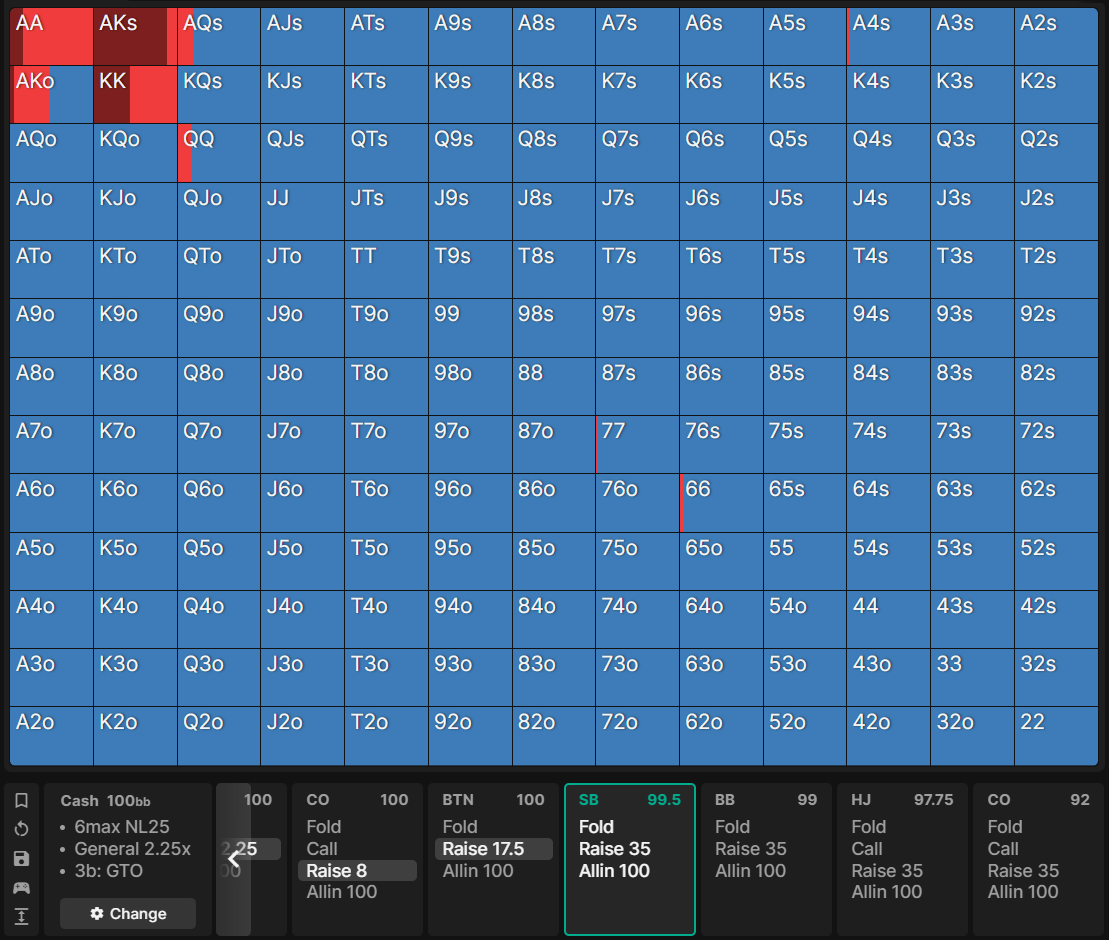 AA AKs AQs AJs ATs A9s A8s A7s A6s A5s A4s A3s A2s
AKo KK KQs KJs KTs K9s K8s K7s K6s K5s K4s K3s K2s
AQo KQo QQ QJs QTs Q9s Q8s Q7s Q6s Q5s Q4s Q3s Q2s
AJo KJo QJo JJ JTs J9s J8s J7s J6s J5s J4s J3s J2s
ATo KTo QTo JTo TT T9s T8s T7s T6s T5s T4s T3s T2s
A9o K9o Q9o J9o T9o 99 98s 97s 96s 95s 94s 93s 92s
A8o K8o Q8o J8o T8o 98o 88 87s 86s 85s 84s 83s 82s
A7o K7o Q7o J7o T7o 97o 87o 77 76s 75s 74s 73s 72s
A6o K6o Q6o J6o T6o 96o 86o 76o 66 65s 64s 63s 62s
A5o K5o Q5o J5o T5o 95o 85o 75o 65o 55 54s 53s 52s
A4o K4o Q4o J4o T4o 94o 84o 74o 64o 54o 44 43s 42s
A3o K3o Q3o J3o T3o 93o 83o 73o 63o 53o 43o 33 32s
A2o K2o Q2o J2o T2o 92o 82o 72o 62o 52o 42o 32o 22
Cash 100bb
• 6max NL25
• General 2.25x
• 3b: GTO
Change
100
2.25
00
CO 100
Fold
Call
Raise 8
Allin 100
BTN 100
Fold
Raise 17.5
Allin 100
SB 99.5
Fold
Raise 35
Allin 100
BB 99
Fold
Raise 35
Allin 100
HJ 97.75
Fold
Call
Raise 35
Allin 100
CO 92
Fold
Call
Raise 35
Allin 100